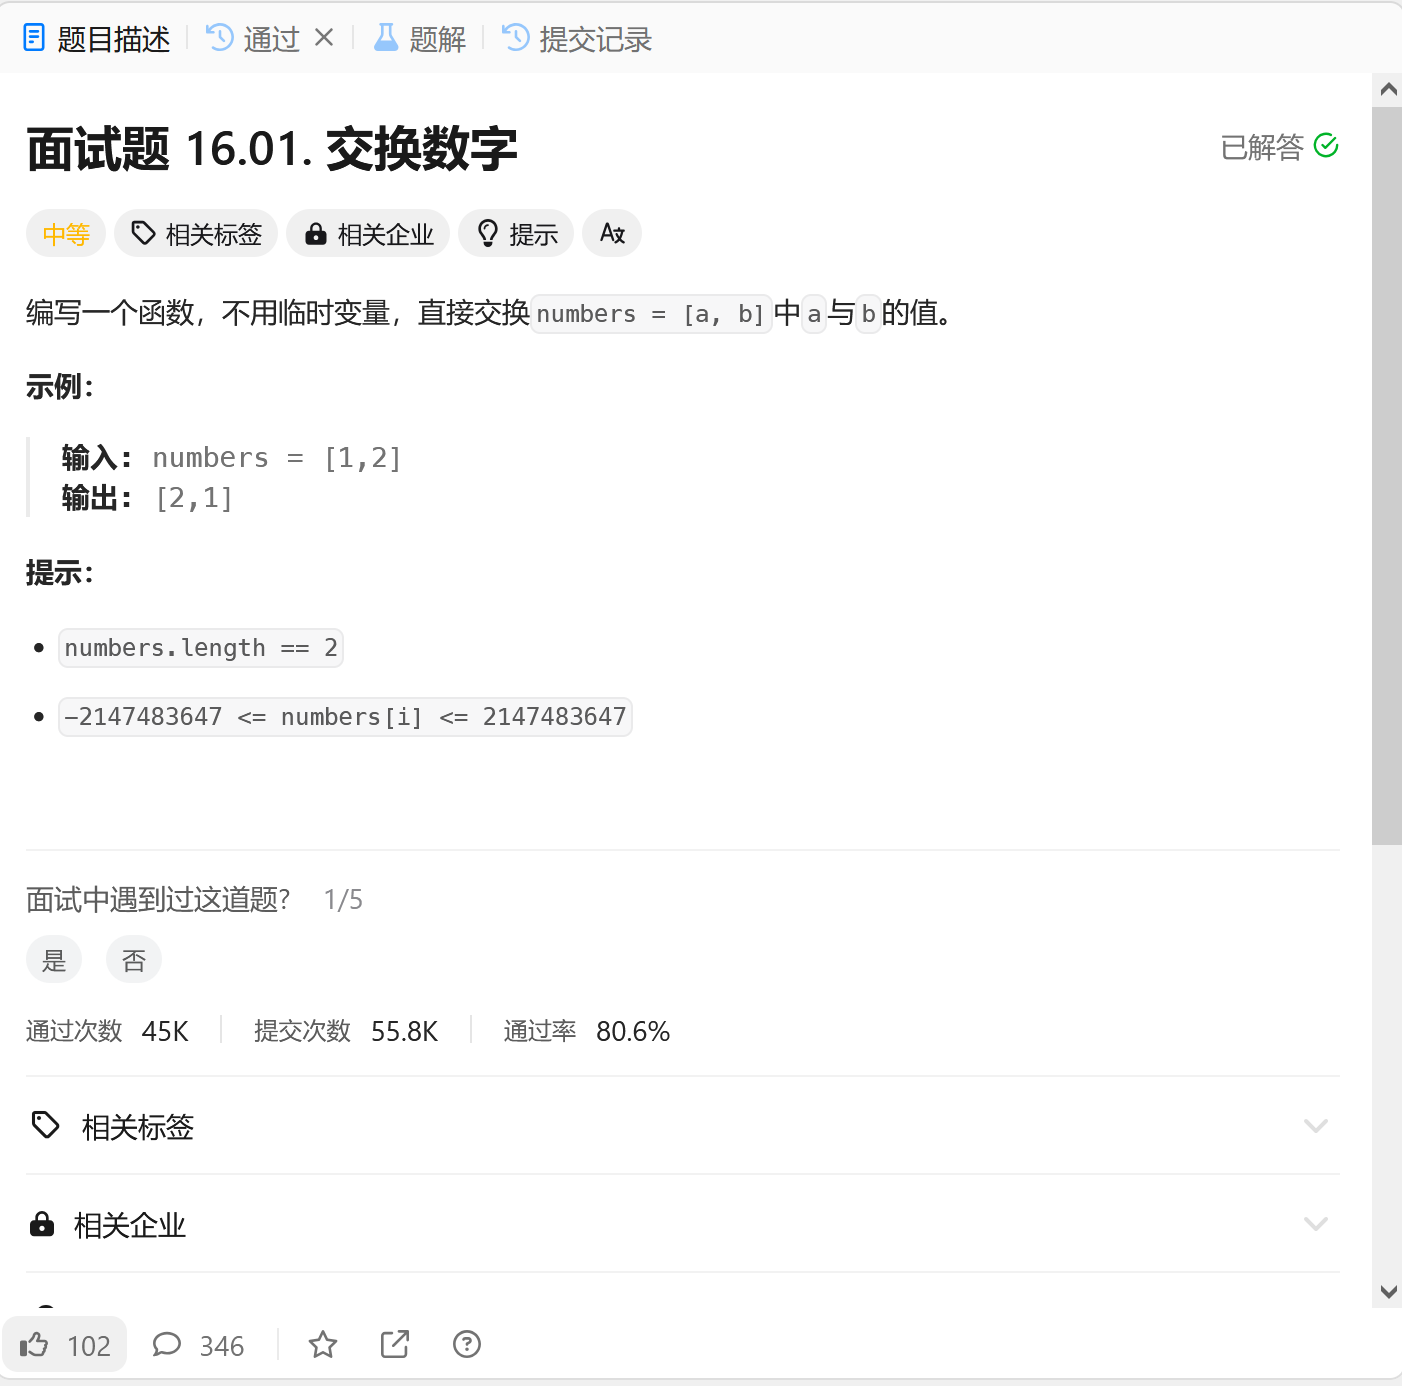 题目描述 通过 题解 提交记录
面试题 16.01. 交换数字
已解答
中等 相关标签 相关企业 提示
编写一个函数，不用临时变量，直接交换numbers = [a, b]中a与b的值。
示例：
输入： numbers = [1,2]
输出： [2,1]
提示：
numbers.length == 2
-2147483647 <= numbers[i] <= 2147483647
面试中遇到过这道题? 1/5
是 否
通过次数 45K 提交次数 55.8K 通过率 80.6%
相关标签
相关企业
102 346